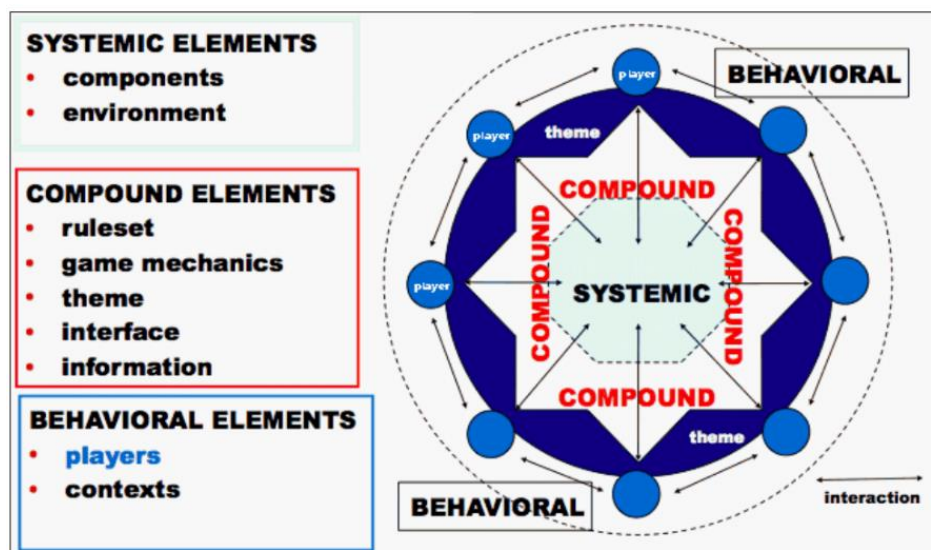 SYSTEMIC ELEMENTS
• components
• environment
COMPOUND ELEMENTS
• ruleset
• game mechanics
• theme
• interface
• information
BEHAVIORAL ELEMENTS
• players
• contexts
player
BEHAVIORAL
player
theme
COMPOUND
COMPOUND
COMPOUND
player
SYSTEMIC
COMPOUND
theme
BEHAVIORAL
interaction